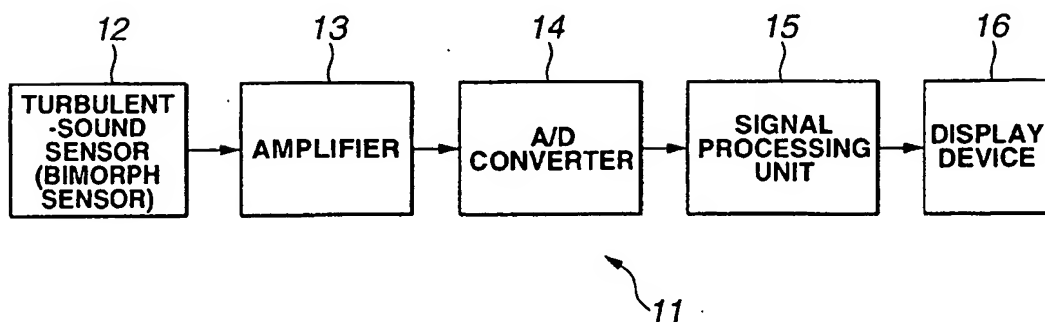 12
13
14
15
16
TURBULENT
-SOUND
SENSOR
(BIMORPH
SENSOR)
AMPLIFIER
A/D
CONVERTER
SIGNAL
PROCESSING
UNIT
DISPLAY
DEVICE
11